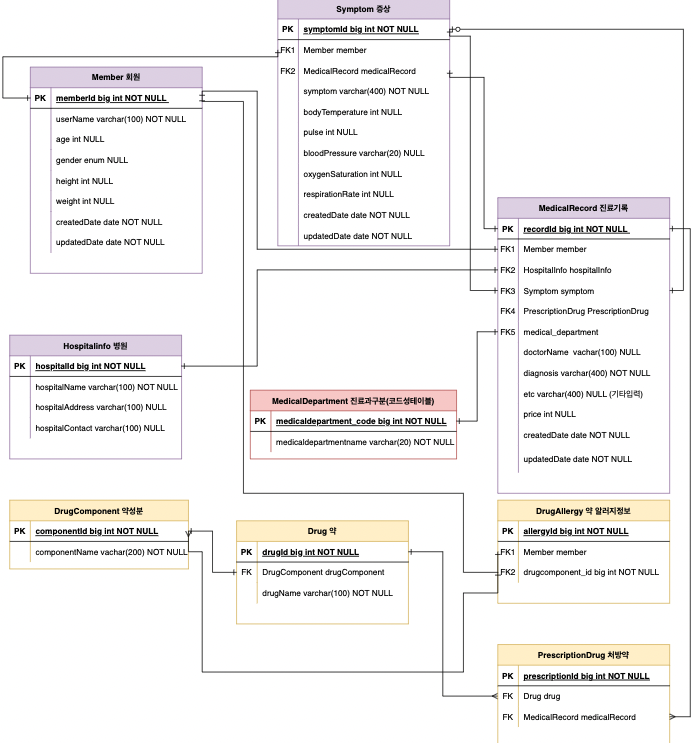 Symptom 증상
PK symptomId big int NOT NULL
FK1 Member member
FK2 MedicalRecord medicalRecord
symptom varchar(400) NOT NULL
bodyTemperature int NULL
pulse int NULL
bloodPressure varchar(20) NULL
oxygenSaturation int NULL
respirationRate int NULL
createdDate date NOT NULL
updatedDate date NOT NULL
Member 회원
PK memberId big int NOT NULL
userName varchar(100) NOT NULL
age int NULL
gender enum NULL
height int NULL
weight int NULL
createdDate date NOT NULL
updatedDate date NOT NULL
MedicalRecord 진료기록
PK recordId big int NOT NULL
FK1 Member member
FK2 HospitalInfo hospitalInfo
FK3 Symptom symptom
FK4 PrescriptionDrug PrescriptionDrug
FK5 medical_department
doctorName vachar(100) NULL
diagnosis varchar(400) NOT NULL
etc varchar(400) NULL (기타입력)
price int NULL
createdDate date NOT NULL
updatedDate date NOT NULL
Hospitalinfo 병원
PK hospitalId big int NOT NULL
hospitalName varchar(100) NOT NULL
hospitalAddress varchar(100) NULL
hospitalContact varchar(100) NULL
MedicalDepartment 진료과구분(코드성테이블)
PK medicaldepartment_code big int NOT NULL
medicaldepartmentname varchar(20) NOT NULL
DrugComponent 약성분
PK componentId big int NOT NULL
componentName vachar(200) NOT NULL
Drug 약
PK drugId big int NOT NULL
FK DrugComponent drugComponent
drugName varchar(100) NOT NULL
DrugAllergy 약 알러지정보
PK allergyId big int NOT NULL
FK1 Member member
FK2 drugcomponent_id big int NOT NULL
PrescriptionDrug 처방약
PK prescriptionId big int NOT NULL
FK Drug drug
FK MedicalRecord medicalRecord